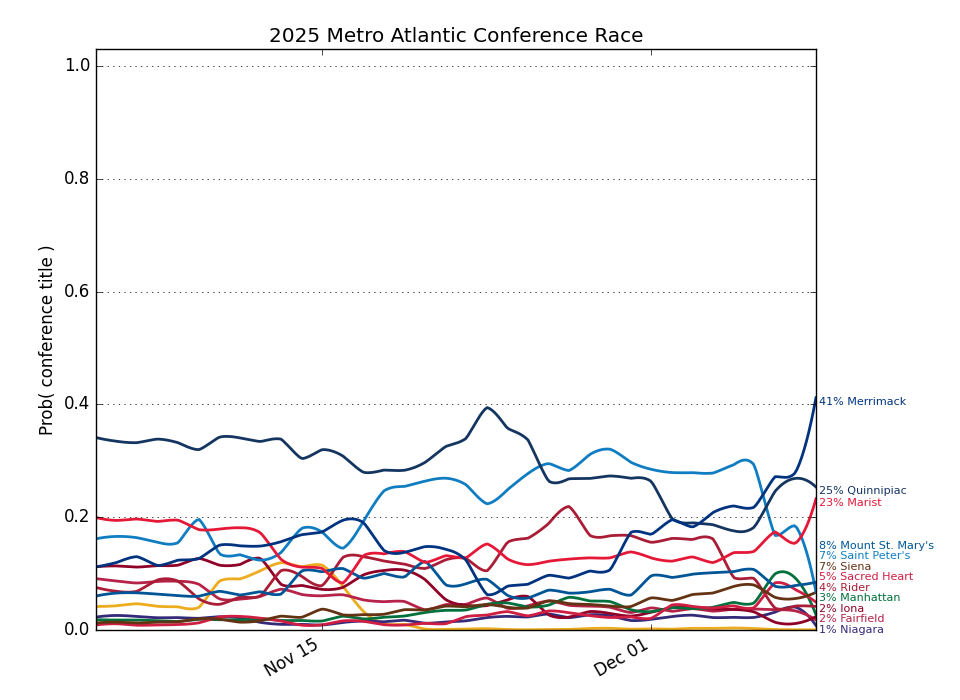 2025 Metro Atlantic Conference Race
Prob( conference title )
1.0
0.8
0.6
0.4
0.2
0.0
Nov 15
Dec 01
41% Merrimack
25% Quinnipiac
23% Marist
8% Mount St. Mary's
7% Saint Peter's
7% Siena
5% Sacred Heart
4% Rider
3% Manhattan
2% Iona
2% Fairfield
1% Niagara